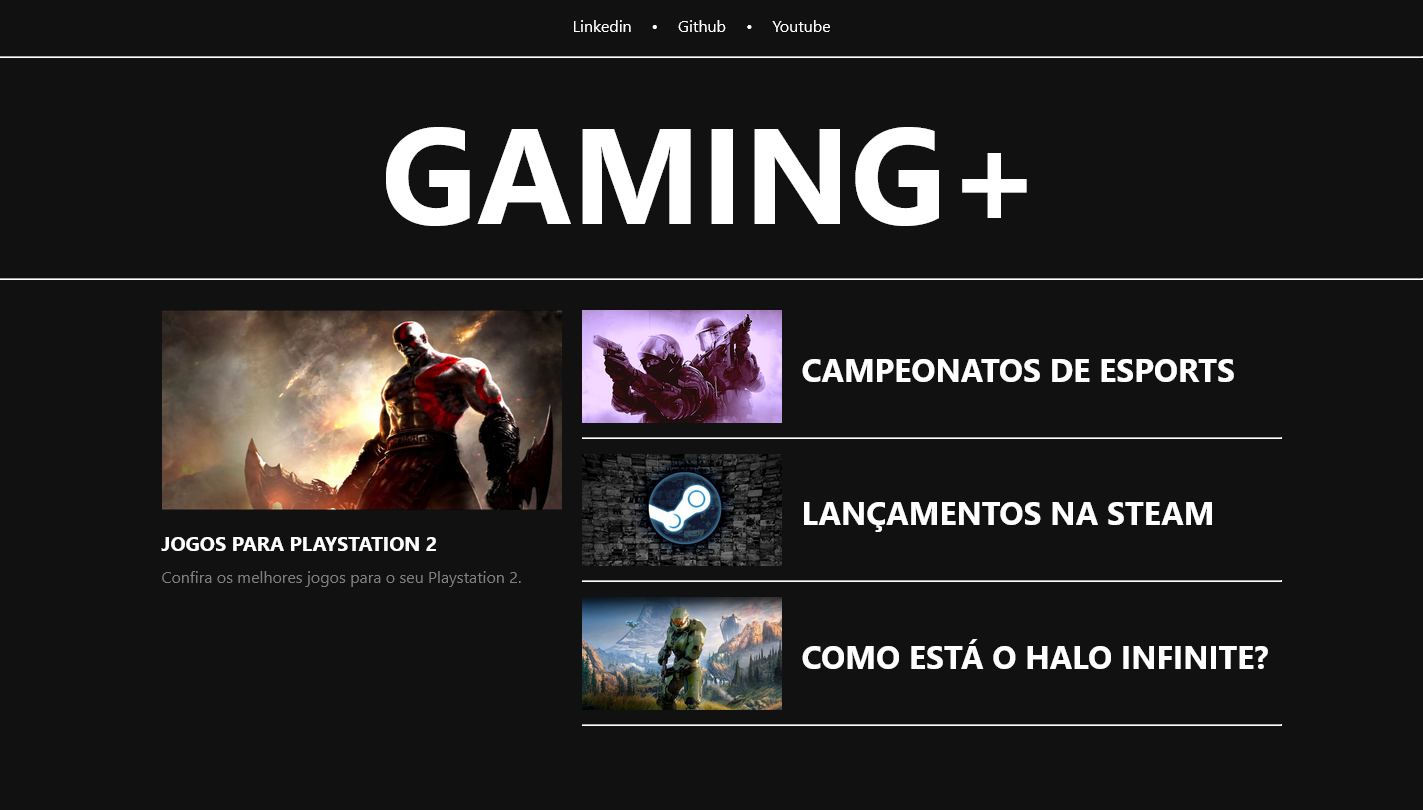 Linkedin • Github • Youtube
GAMING+
JOGOS PARA PLAYSTATION 2
Confira os melhores jogos para o seu Playstation 2.
CAMPEONATOS DE ESPORTS
LANÇAMENTOS NA STEAM
COMO ESTÁ O HALO INFINITE?